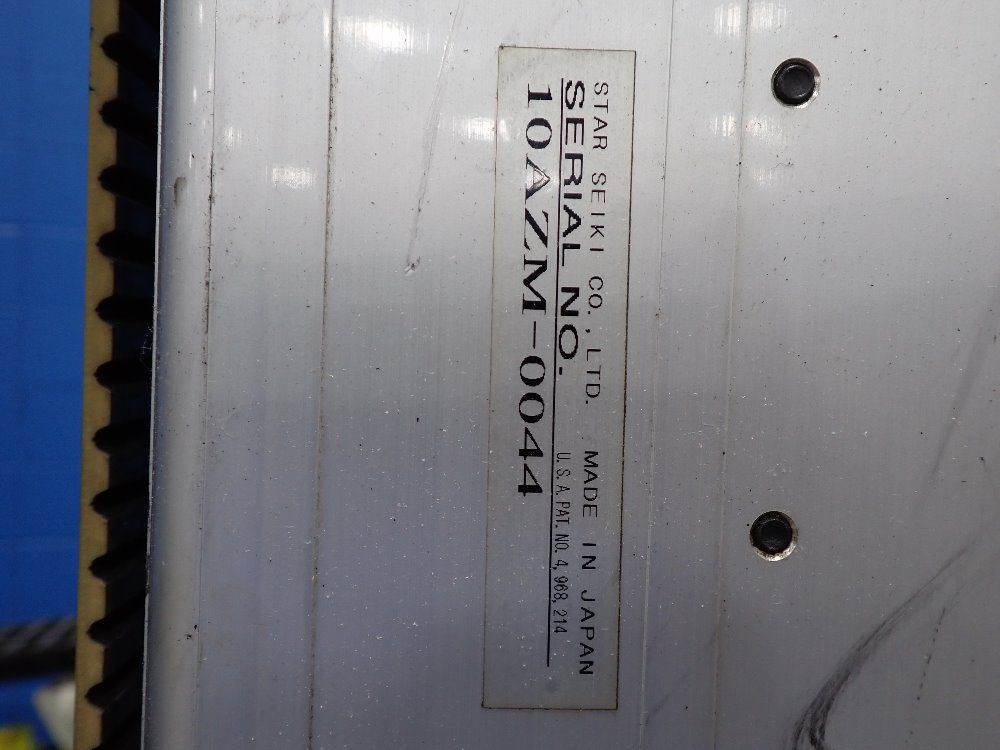 STAR SEIKI CO.,LTD. MADE IN JAPAN
SERIAL NO. U.S.A.PAT.NO.4,968,214
10AZM-0044